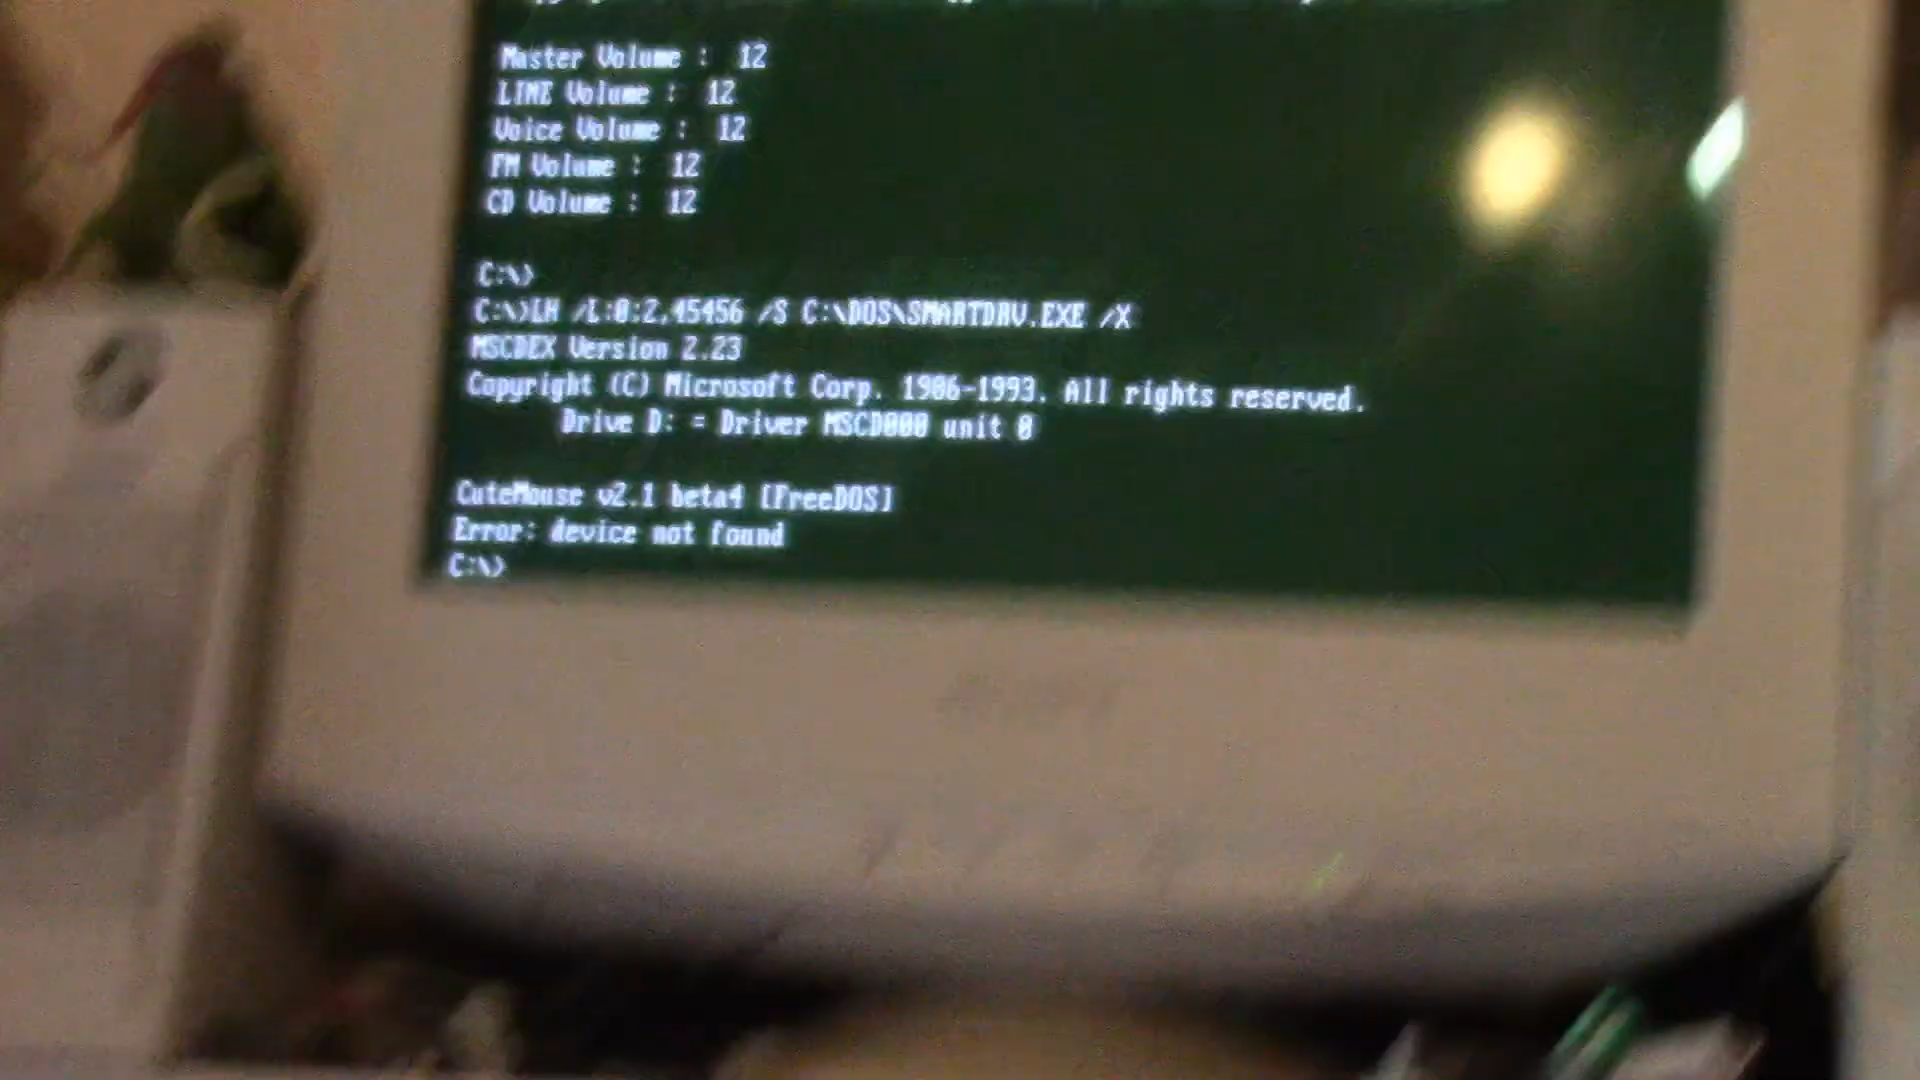 Master Volume :  12
LINE Volume :  12
Voice Volume :  12
FM Volume :  12
CD Volume :  12
C:\>
C:\>LH /L:0;2,45456 /S C:\DOS\SMARTDRV.EXE /X
MSCDEX Version 2.23
Copyright (C) Microsoft Corp. 1986-1993. All rights reserved.
Drive D: = Driver MSCD000 unit 0
CuteMouse v2.1 beta4 [FreeDOS]
Error: device not found
C:\>